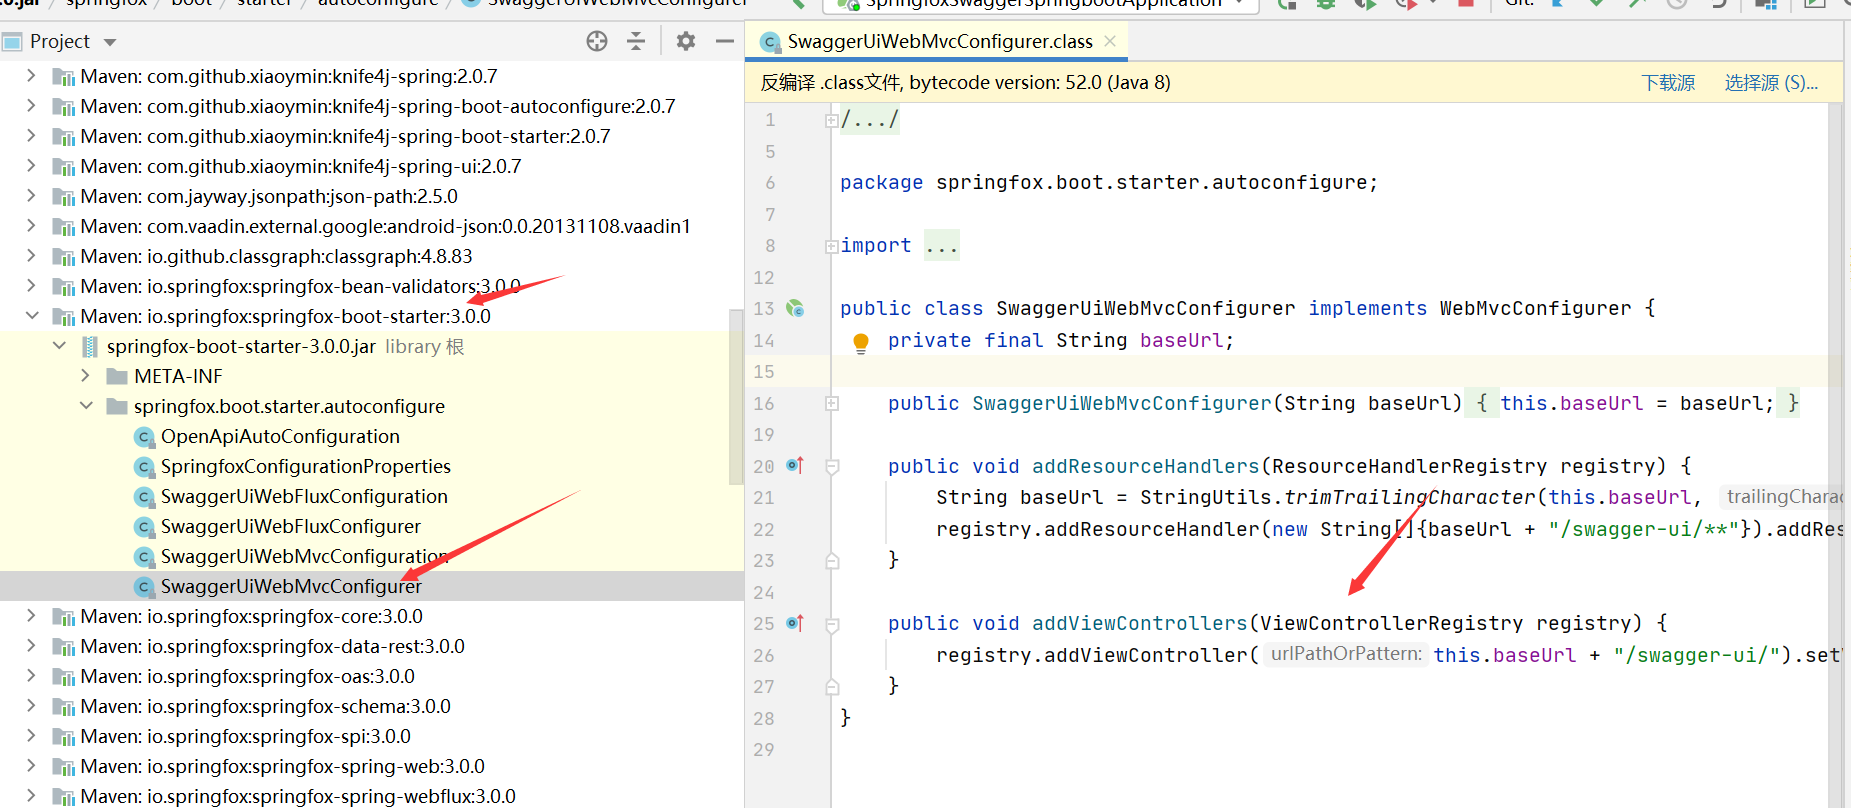 springfox
boot
starter
autoconfigure
SwaggerUiWebMvcConfigurer
SpringfoxSwaggerSpringbootApplication
Git:
Project
Maven: com.github.xiaoymin:knife4j-spring:2.0.7
Maven: com.github.xiaoymin:knife4j-spring-boot-autoconfigure:2.0.7
Maven: com.github.xiaoymin:knife4j-spring-boot-starter:2.0.7
Maven: com.github.xiaoymin:knife4j-spring-ui:2.0.7
Maven: com.jayway.jsonpath:json-path:2.5.0
Maven: com.vaadin.external.google:android-json:0.0.20131108.vaadin1
Maven: io.github.classgraph:classgraph:4.8.83
Maven: io.springfox:springfox-bean-validators:3.0.0
Maven: io.springfox:springfox-boot-starter:3.0.0
springfox-boot-starter-3.0.0.jar library 根
META-INF
springfox.boot.starter.autoconfigure
OpenApiAutoConfiguration
SpringfoxConfigurationProperties
SwaggerUiWebFluxConfiguration
SwaggerUiWebFluxConfigurer
SwaggerUiWebMvcConfiguration
SwaggerUiWebMvcConfigurer
Maven: io.springfox:springfox-core:3.0.0
Maven: io.springfox:springfox-data-rest:3.0.0
Maven: io.springfox:springfox-oas:3.0.0
Maven: io.springfox:springfox-schema:3.0.0
Maven: io.springfox:springfox-spi:3.0.0
Maven: io.springfox:springfox-spring-web:3.0.0
Maven: io.springfox:springfox-spring-webflux:3.0.0
SwaggerUiWebMvcConfigurer.class
反编译 .class文件, bytecode version: 52.0 (Java 8) 下载源 选择源 (S)...
1 /.../
5
6 package springfox.boot.starter.autoconfigure;
7
8 import ...
12
13 public class SwaggerUiWebMvcConfigurer implements WebMvcConfigurer {
14 private final String baseUrl;
15
16 public SwaggerUiWebMvcConfigurer(String baseUrl) { this.baseUrl = baseUrl; }
19
20 public void addResourceHandlers(ResourceHandlerRegistry registry) {
21 String baseUrl = StringUtils.trimTrailingCharacter(this.baseUrl, trailingCharac
22 registry.addResourceHandler(new String[]{baseUrl + "/swagger-ui/**"}).addRes
23 }
24
25 public void addViewControllers(ViewControllerRegistry registry) {
26 registry.addViewController( urlPathOrPattern: this.baseUrl + "/swagger-ui/").set
27 }
28 }
29